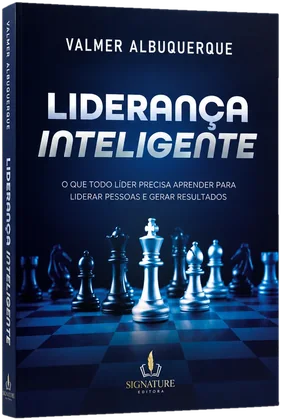 VALMER ALBUQUERQUE
LIDERANÇA
INTELIGENTE
O QUE TODO LÍDER PRECISA APRENDER PARA
LIDERAR PESSOAS E GERAR RESULTADOS
SIGNATURE
EDITORA
VALMER ALBUQUERQUE
LIDERANÇA INTELIGENTE